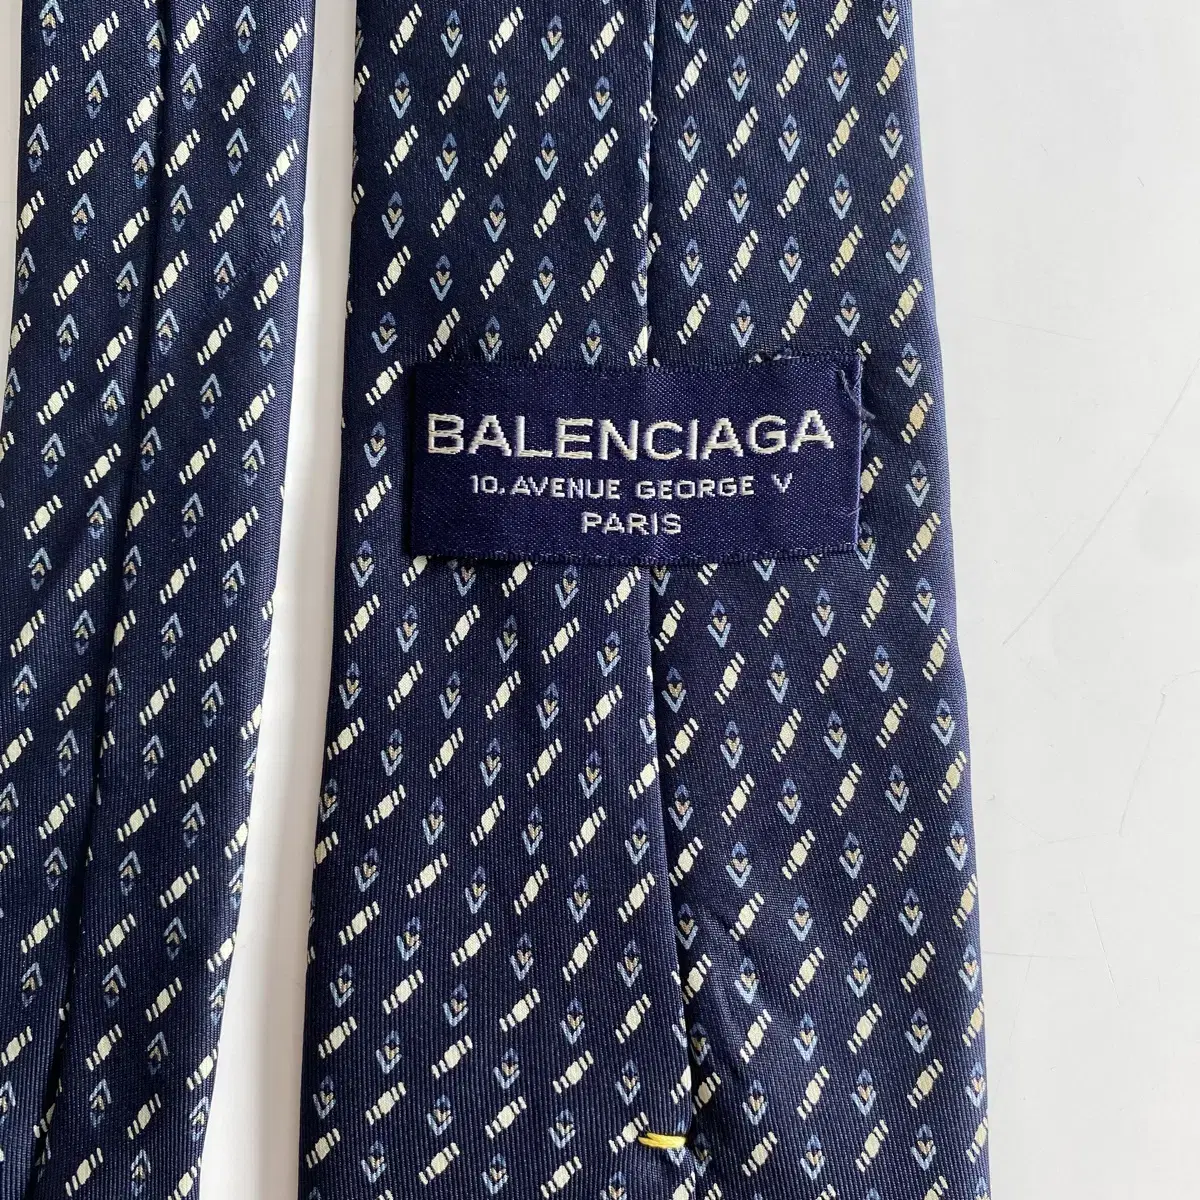 BALENCIAGA
10, AVENUE GEORGE V
PARIS